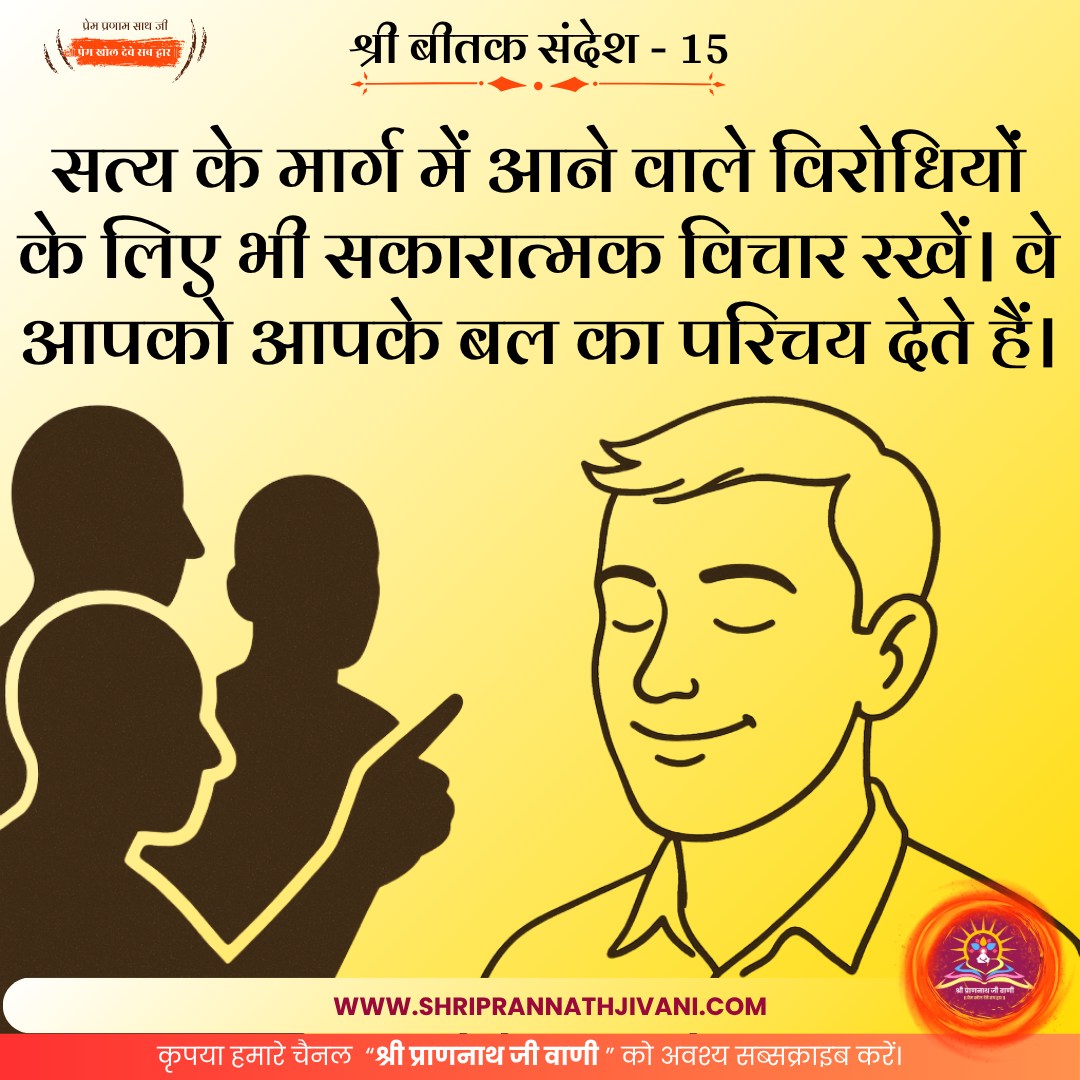 प्रेम प्रणाम साथ जी
प्रेम खोल देवे सब द्वार
श्री बीतक संदेश - 15
सत्य के मार्ग में आने वाले विरोधियों
के लिए भी सकारात्मक विचार रखें। वे
आपको आपके बल का परिचय देते हैं।
श्री प्राणनाथ जी वाणी
WWW.SHRIPRANNATHJIVANI.COM
कृपया हमारे चैनल “श्री प्राणनाथ जी वाणी ” को अवश्य सब्सक्राइब करें।